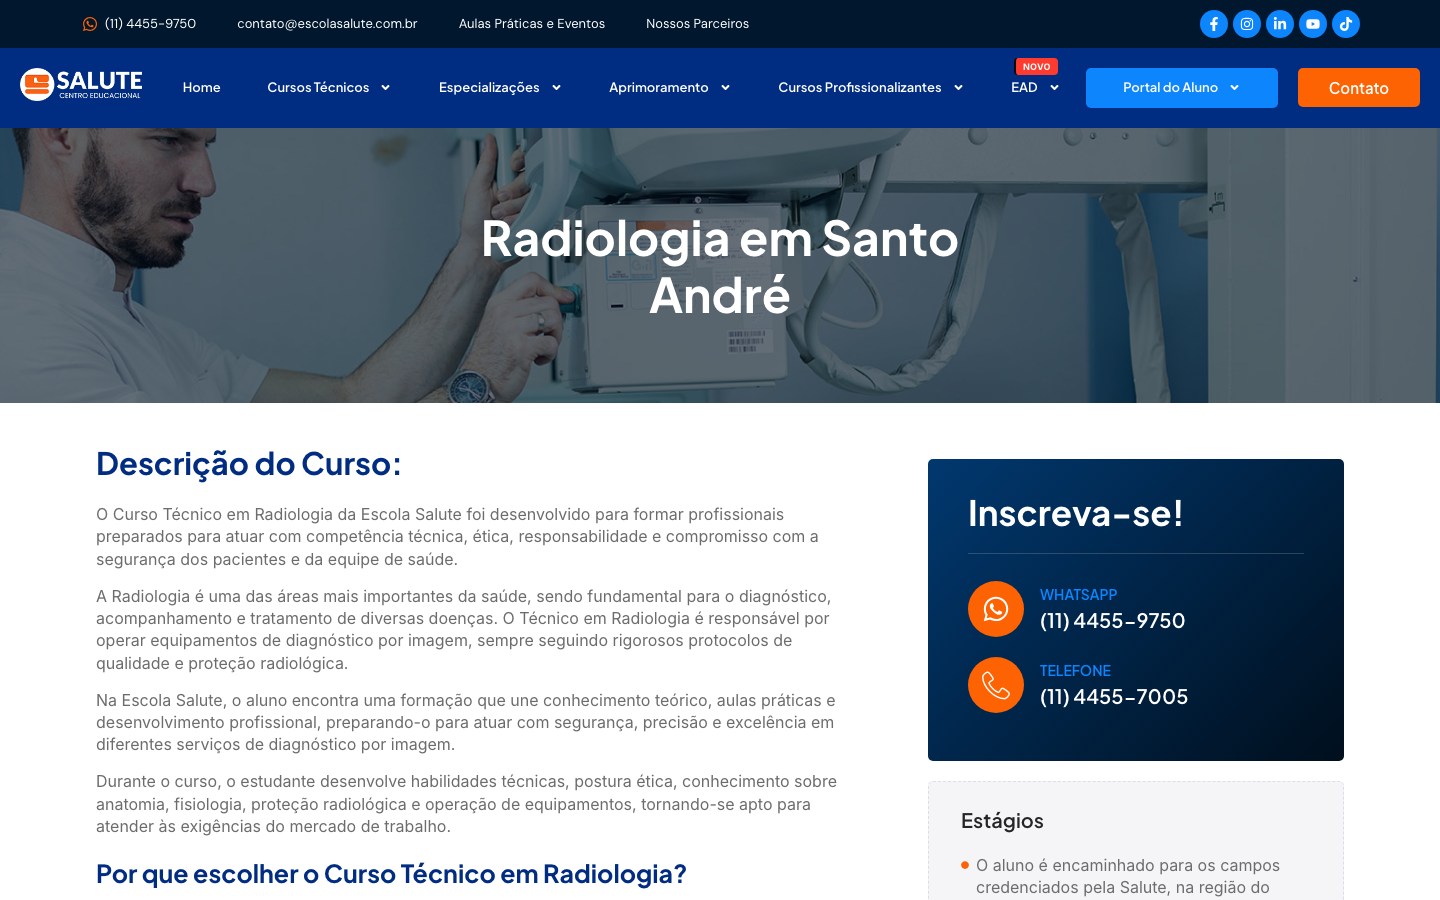 (11) 4455-9750
contato@escolasalute.com.br
Aulas Práticas e Eventos
Nossos Parceiros
SALUTE
CENTRO EDUCACIONAL
Home
Cursos Técnicos
Especializações
Aprimoramento
Cursos Profissionalizantes
NOVO
EAD
Portal do Aluno
Contato
Radiologia em Santo
André
Descrição do Curso:
O Curso Técnico em Radiologia da Escola Salute foi desenvolvido para formar profissionais
preparados para atuar com competência técnica, ética, responsabilidade e compromisso com a
segurança dos pacientes e da equipe de saúde.
A Radiologia é uma das áreas mais importantes da saúde, sendo fundamental para o diagnóstico,
acompanhamento e tratamento de diversas doenças. O Técnico em Radiologia é responsável por
operar equipamentos de diagnóstico por imagem, sempre seguindo rigorosos protocolos de
qualidade e proteção radiológica.
Na Escola Salute, o aluno encontra uma formação que une conhecimento teórico, aulas práticas e
desenvolvimento profissional, preparando-o para atuar com segurança, precisão e excelência em
diferentes serviços de diagnóstico por imagem.
Durante o curso, o estudante desenvolve habilidades técnicas, postura ética, conhecimento sobre
anatomia, fisiologia, proteção radiológica e operação de equipamentos, tornando-se apto para
atender às exigências do mercado de trabalho.
Por que escolher o Curso Técnico em Radiologia?
Inscreva-se!
WHATSAPP
(11) 4455-9750
TELEFONE
(11) 4455-7005
Estágios
O aluno é encaminhado para os campos
credenciados pela Salute, na região do